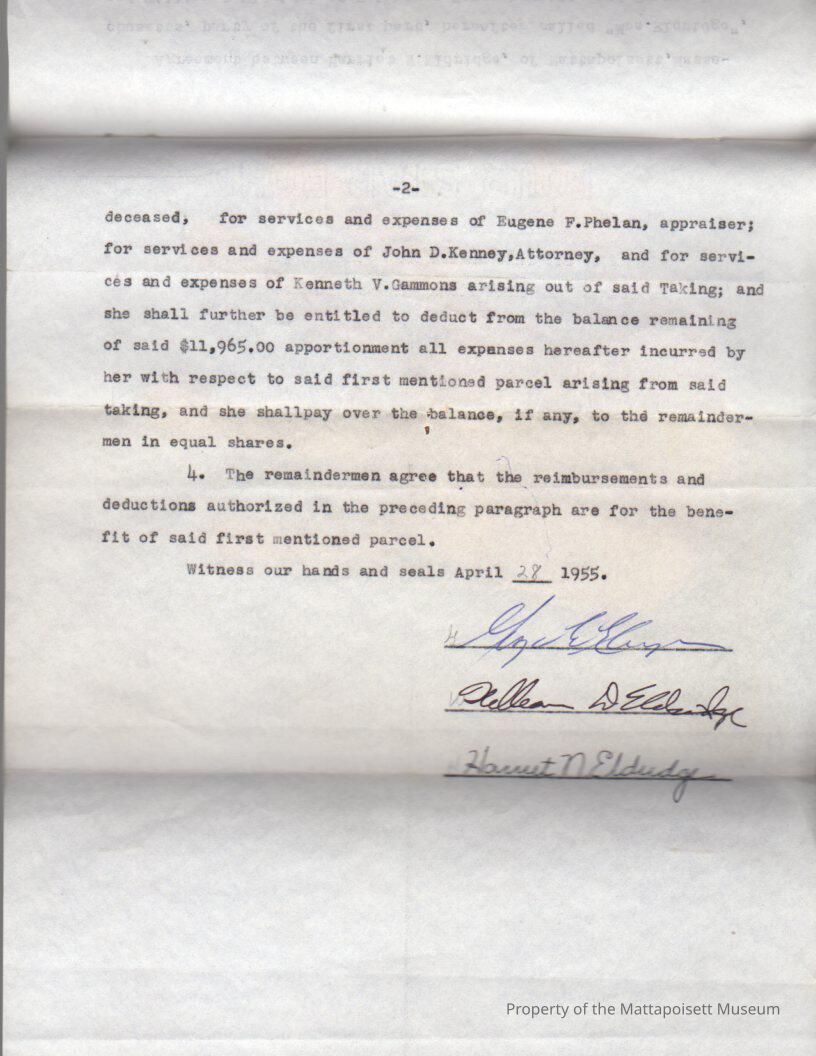 -2-
deceased, for services and expenses of Eugene F.Phelan, appraiser;
for services and expenses of John D.Kenney,Attorney, and for servi-
ces and expenses of Kenneth V.Gammons arising out of said Taking; and
she shall further be entitled to deduct from the balance remaining
of said $11,965.00 apportionment all expenses hereafter incurred by
her with respect to said first mentioned parcel arising from said
taking, and she shallpay over the balance, if any, to the remainder-
men in equal shares.
4. The remaindermen agree that the reimbursements and
deductions authorized in the preceding paragraph are for the bene-
fit of said first mentioned parcel.
Witness our hands and seals April 28 1955.
William D Eldridge
Harriet N Eldridge
Property of the Mattapoisett Museum